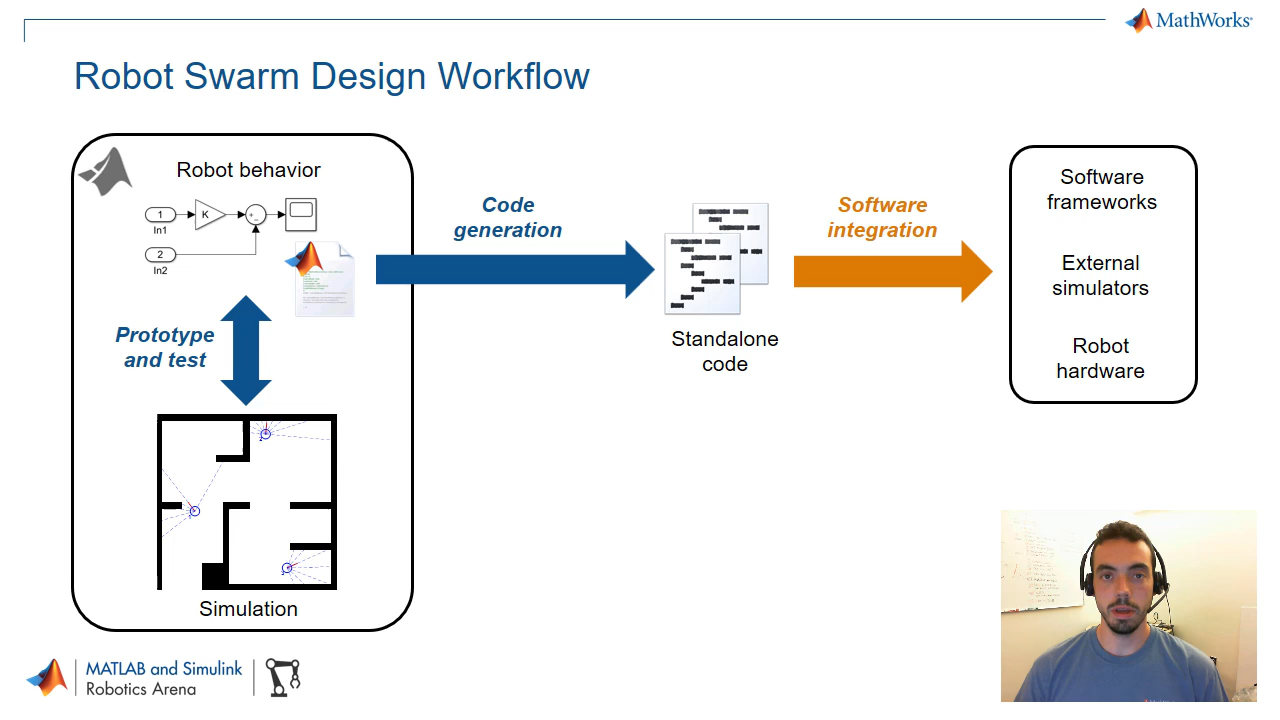 MathWorks®
Robot Swarm Design Workflow
Robot behavior
1
K
In1
2
In2
Prototype
and test
Simulation
Code
generation
Standalone
code
Software
integration
Software
frameworks
External
simulators
Robot
hardware
MATLAB and Simulink
Robotics Arena